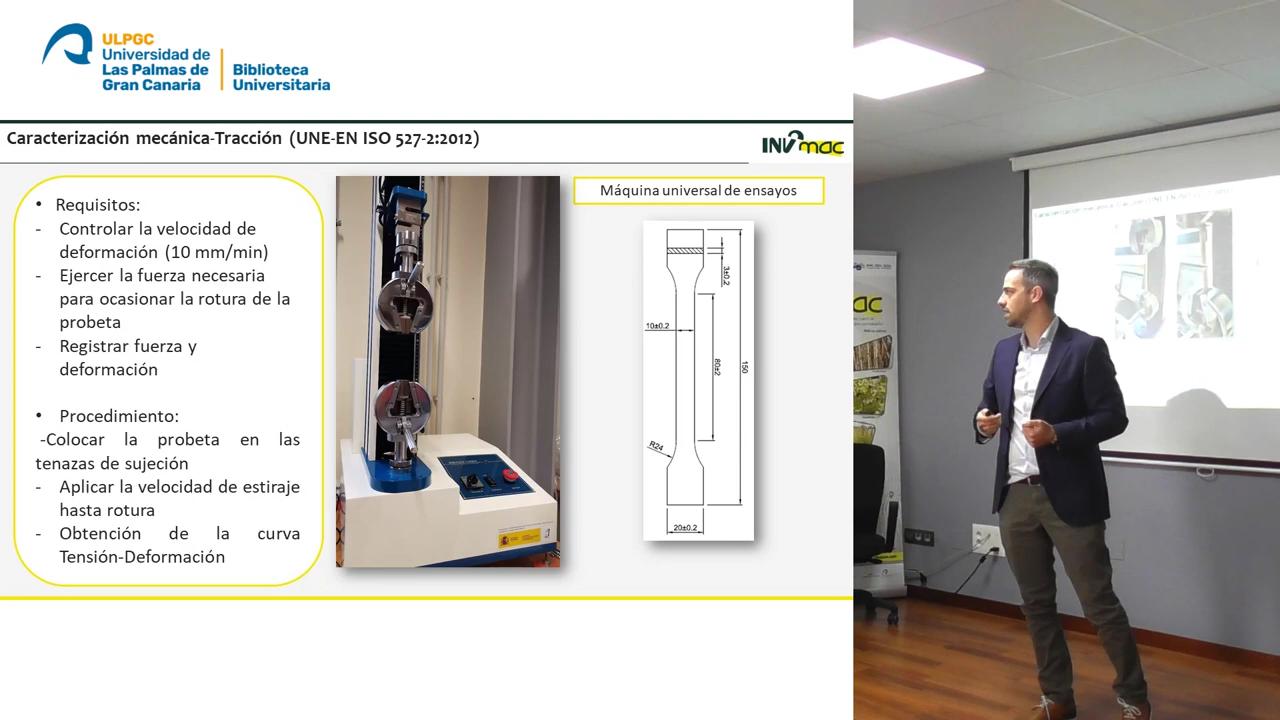 ULPGC
Universidad de
Las Palmas de
Gran Canaria
Biblioteca
Universitaria
Caracterización mecánica-Tracción (UNE-EN ISO 527-2:2012)
INVmac
• Requisitos:
- Controlar la velocidad de
deformación (10 mm/min)
- Ejercer la fuerza necesaria
para ocasionar la rotura de la
probeta
- Registrar fuerza y
deformación
• Procedimiento:
-Colocar la probeta en las
tenazas de sujeción
- Aplicar la velocidad de estiraje
hasta rotura
- Obtención de la curva
Tensión-Deformación
Máquina universal de ensayos
3±0.2
10±0.2
80±2
150
R24
20±0.2
ac